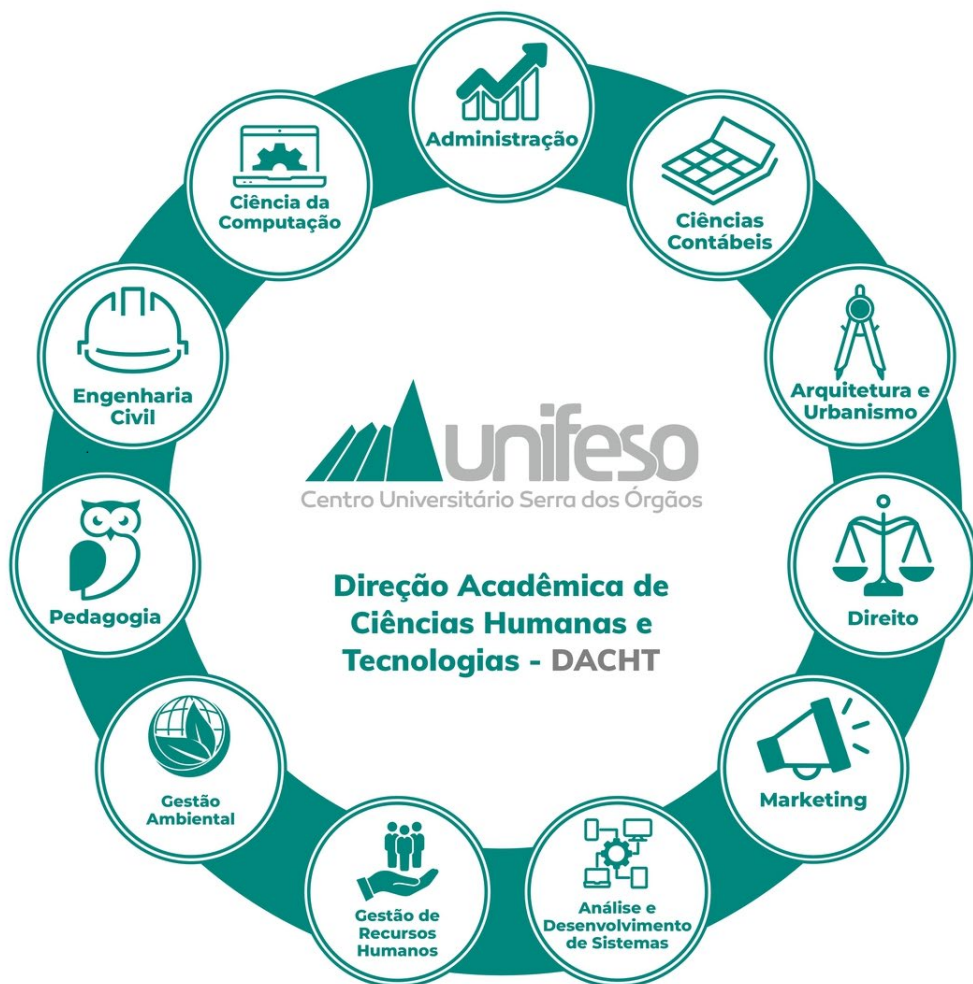 Administração
Ciências
Contábeis
Arquitetura e
Urbanismo
Direito
Marketing
Análise e
Desenvolvimento
de Sistemas
Gestão de
Recursos
Humanos
Gestão
Ambiental
Pedagogia
Engenharia
Civil
Ciência da
Computação
unifeso
Centro Universitário Serra dos Órgãos
Direção Acadêmica de
Ciências Humanas e
Tecnologias - DACHT